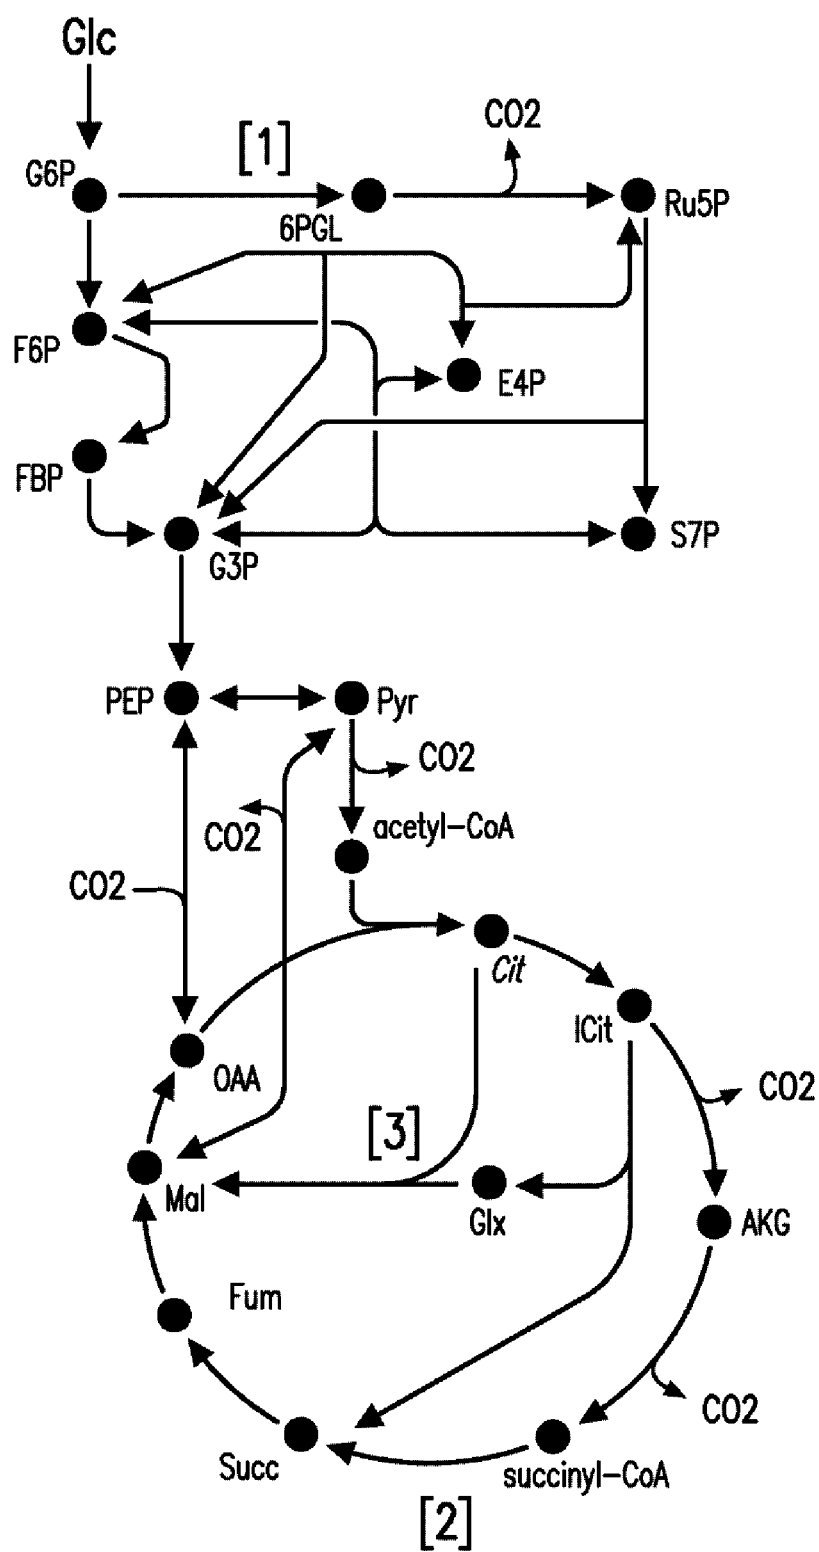 Glc
[1]
CO2
G6P
6PGL
Ru5P
F6P
E4P
FBP
G3P
S7P
PEP
Pyr
CO2
CO2
acetyl-CoA
CO2
Cit
ICit
OAA
CO2
[3]
Mal
Glx
AKG
Fum
CO2
Succ
succinyl-CoA
[2]